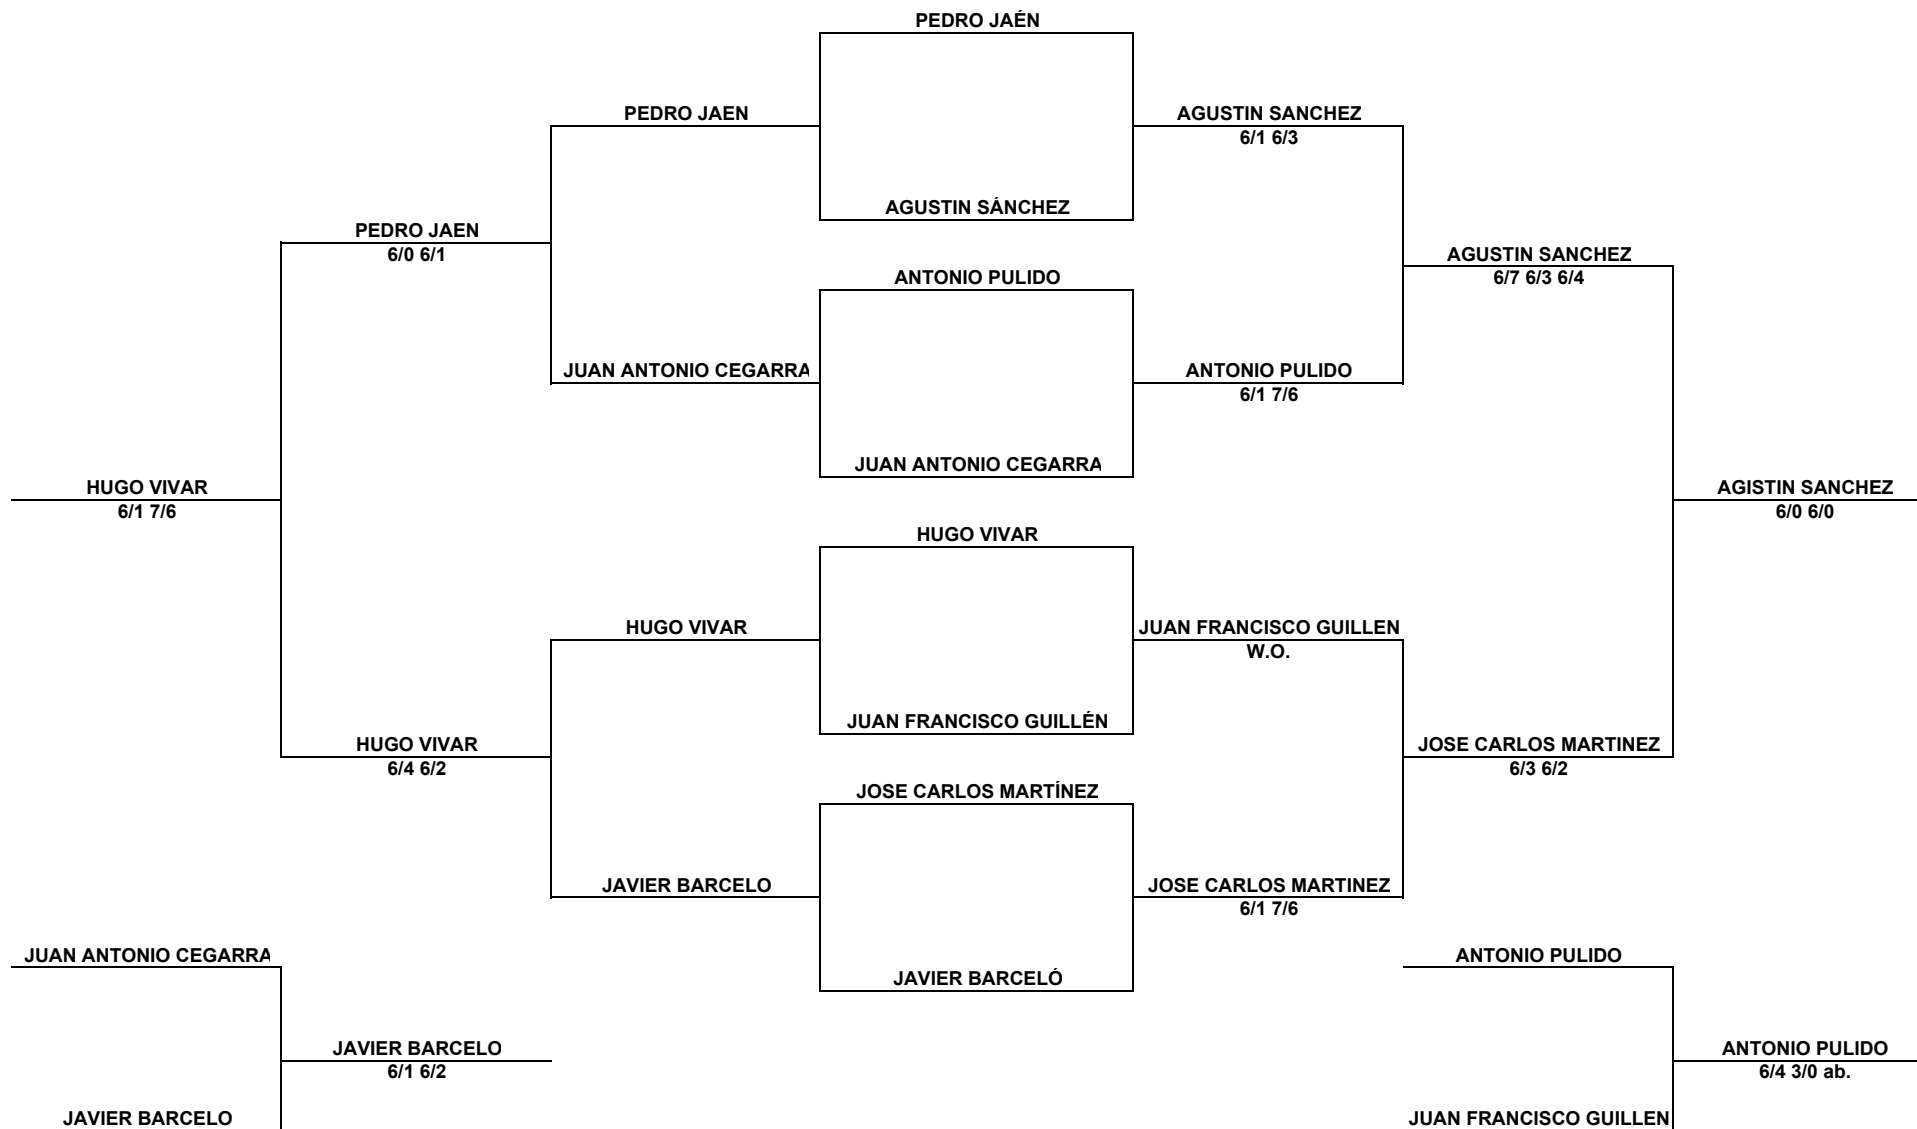 PEDRO JAÉN
PEDRO JAEN
AGUSTIN SANCHEZ
6/1 6/3
AGUSTIN SÁNCHEZ
PEDRO JAEN
6/0 6/1
AGUSTIN SANCHEZ
6/7 6/3 6/4
ANTONIO PULIDO
JUAN ANTONIO CEGARRA
ANTONIO PULIDO
6/1 7/6
JUAN ANTONIO CEGARRA
HUGO VIVAR
6/1 7/6
AGISTIN SANCHEZ
6/0 6/0
HUGO VIVAR
HUGO VIVAR
JUAN FRANCISCO GUILLEN
W.O.
JUAN FRANCISCO GUILLÉN
HUGO VIVAR
6/4 6/2
JOSE CARLOS MARTINEZ
6/3 6/2
JOSE CARLOS MARTÍNEZ
JAVIER BARCELO
JOSE CARLOS MARTINEZ
6/1 7/6
JUAN ANTONIO CEGARRA
ANTONIO PULIDO
JAVIER BARCELÓ
JAVIER BARCELO
6/1 6/2
ANTONIO PULIDO
6/4 3/0 ab.
JAVIER BARCELO
JUAN FRANCISCO GUILLEN